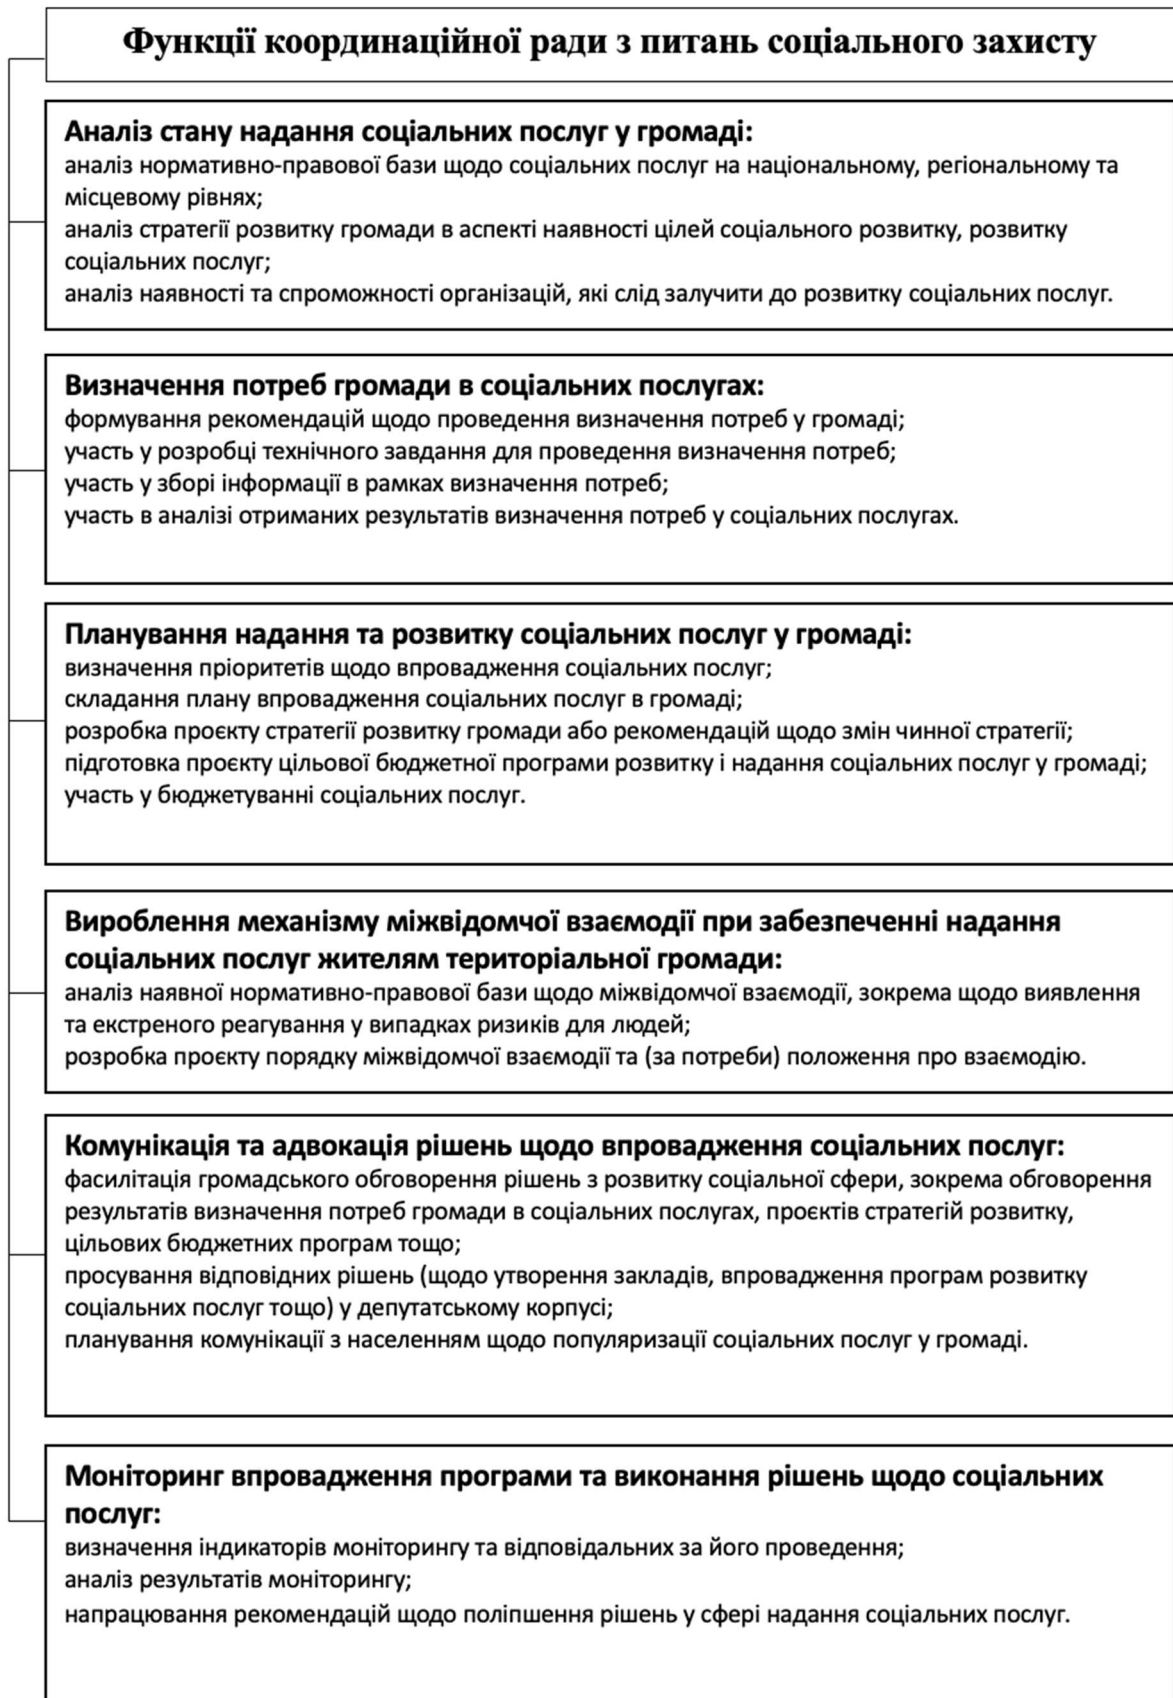 Функції координаційної ради з питань соціального захисту
Аналіз стану надання соціальних послуг у громаді:
аналіз нормативно-правової бази щодо соціальних послуг на національному, регіональному та
місцевому рівнях;
аналіз стратегії розвитку громади в аспекті наявності цілей соціального розвитку, розвитку
соціальних послуг;
аналіз наявності та спроможності організацій, які слід залучити до розвитку соціальних послуг.
Визначення потреб громади в соціальних послугах:
формування рекомендацій щодо проведення визначення потреб у громаді;
участь у розробці технічного завдання для проведення визначення потреб;
участь у зборі інформації в рамках визначення потреб;
участь в аналізі отриманих результатів визначення потреб у соціальних послугах.
Планування надання та розвитку соціальних послуг у громаді:
визначення пріоритетів щодо впровадження соціальних послуг;
складання плану впровадження соціальних послуг в громаді;
розробка проєкту стратегії розвитку громади або рекомендацій щодо змін чинної стратегії;
підготовка проєкту цільової бюджетної програми розвитку і надання соціальних послуг у громаді;
участь у бюджетуванні соціальних послуг.
Вироблення механізму міжвідомчої взаємодії при забезпеченні надання
соціальних послуг жителям територіальної громади:
аналіз наявної нормативно-правової бази щодо міжвідомчої взаємодії, зокрема щодо виявлення
та екстреного реагування у випадках ризиків для людей;
розробка проєкту порядку міжвідомчої взаємодії та (за потреби) положення про взаємодію.
Комунікація та адвокація рішень щодо впровадження соціальних послуг:
фасилітація громадського обговорення рішень з розвитку соціальної сфери, зокрема обговорення
результатів визначення потреб громади в соціальних послугах, проєктів стратегій розвитку,
цільових бюджетних програм тощо;
просування відповідних рішень (щодо утворення закладів, впровадження програм розвитку
соціальних послуг тощо) у депутатському корпусі;
планування комунікації з населенням щодо популяризації соціальних послуг у громаді.
Моніторинг впровадження програми та виконання рішень щодо соціальних
послуг:
визначення індикаторів моніторингу та відповідальних за його проведення;
аналіз результатів моніторингу;
напрацювання рекомендацій щодо поліпшення рішень у сфері надання соціальних послуг.